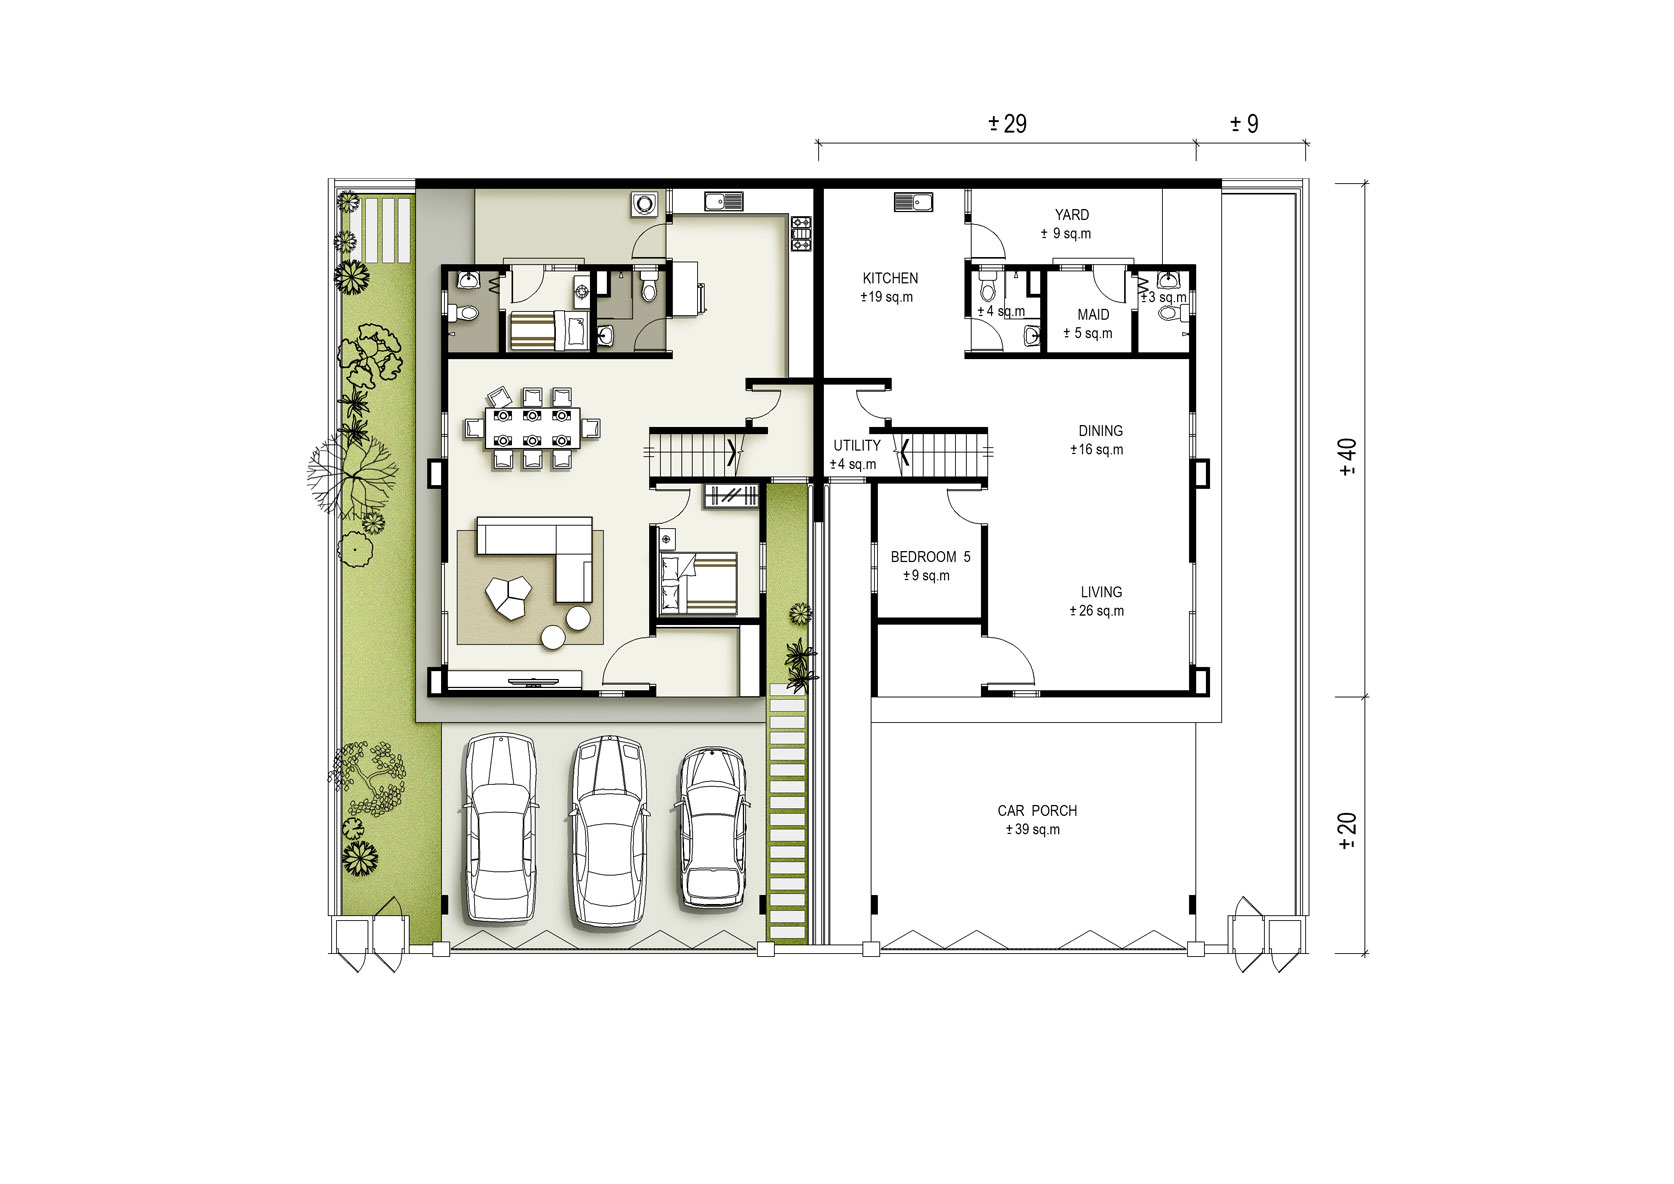 ± 29
± 9
YARD
± 9 sq.m
KITCHEN
±19 sq.m
±3 sq.m
± 4 sq.m
MAID
± 5 sq.m
DINING
±16 sq.m
UTILITY
±4 sq.m
±40
BEDROOM 5
±9 sq.m
LIVING
±26 sq.m
CAR PORCH
±39 sq.m
±20